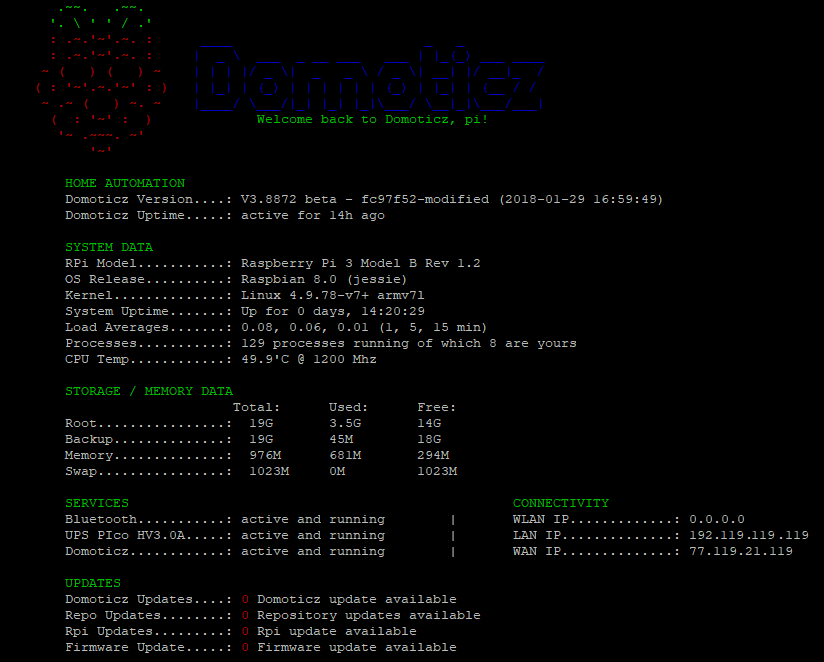 Domoticz
Welcome back to Domoticz, pi!
HOME AUTOMATION
Domoticz Version....: V3.8872 beta - fc97f52-modified (2018-01-29 16:59:49)
Domoticz Uptime.....: active for 14h ago
SYSTEM DATA
RPi Model...........: Raspberry Pi 3 Model B Rev 1.2
OS Release..........: Raspbian 8.0 (jessie)
Kernel..............: Linux 4.9.78-v7+ armv7l
System Uptime.......: Up for 0 days, 14:20:29
Load Averages.......: 0.08, 0.06, 0.01 (1, 5, 15 min)
Processes...........: 129 processes running of which 8 are yours
CPU Temp............: 49.9'C @ 1200 Mhz
STORAGE / MEMORY DATA
Total: Used: Free:
Root................: 19G 3.5G 14G
Backup..............: 19G 45M 18G
Memory..............: 976M 681M 294M
Swap................: 1023M 0M 1023M
SERVICES CONNECTIVITY
Bluetooth...........: active and running | WLAN IP.............: 0.0.0.0
UPS PIco HV3.0A.....: active and running | LAN IP..............: 192.119.119.119
Domoticz............: active and running | WAN IP..............: 77.119.21.119
UPDATES
Domoticz Updates....: 0 Domoticz update available
Repo Updates........: 0 Repository updates available
Rpi Updates.........: 0 Rpi update available
Firmware Update.....: 0 Firmware update available